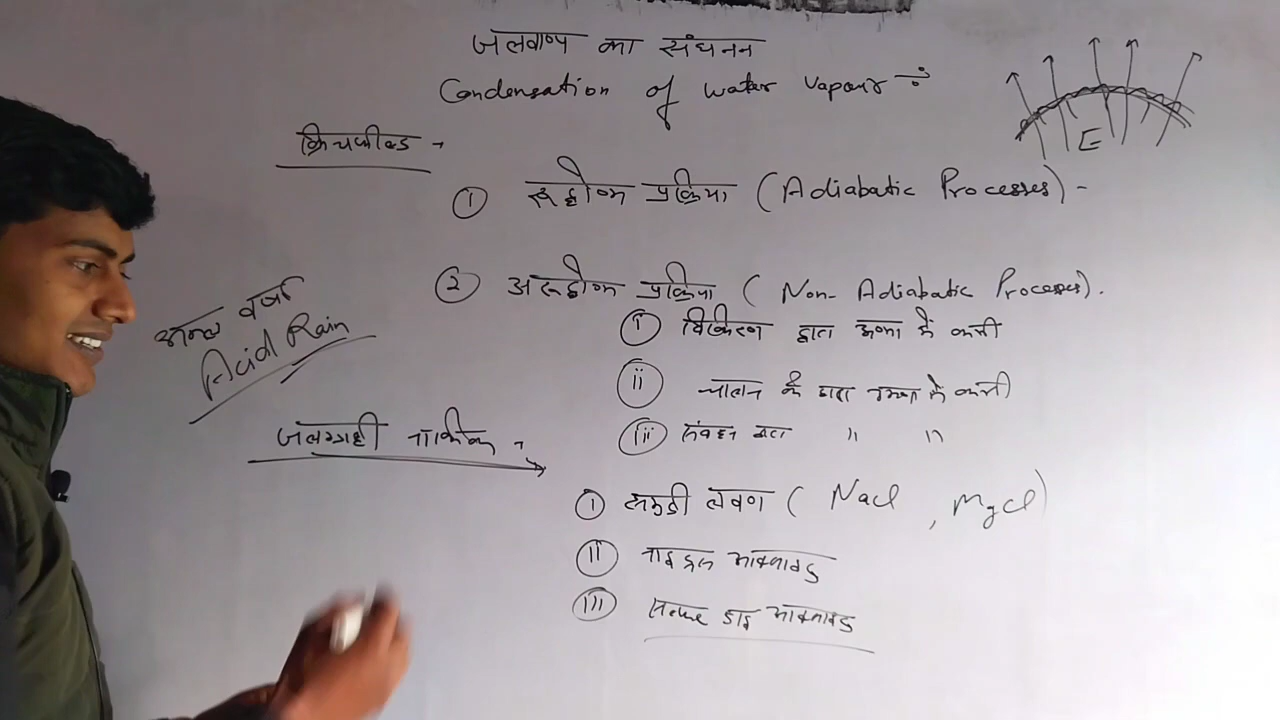 जलवाष्प का संघनन
Condensation of water vapour ÷
E
क्रिचफील्ड →
① रूद्धोष्म प्रक्रिया (Adiabatic Processes) -
② अरूद्धोष्म प्रक्रिया (Non-Adiabatic Processes).
ⓘ विकिरण द्वारा ऊष्मा में कमी
ⓘⓘ चालन के द्वारा ऊष्मा में कमी
ⓘⓘⓘ संवहन द्वारा " "
अम्ल वर्षा
Acid Rain
जलग्राही नाभिक →
ⓘ समुद्री लवण (Nacl, Mgcl)
ⓘⓘ नाइट्रस आक्साइड
ⓘⓘⓘ सल्फर डाइ आक्साइड